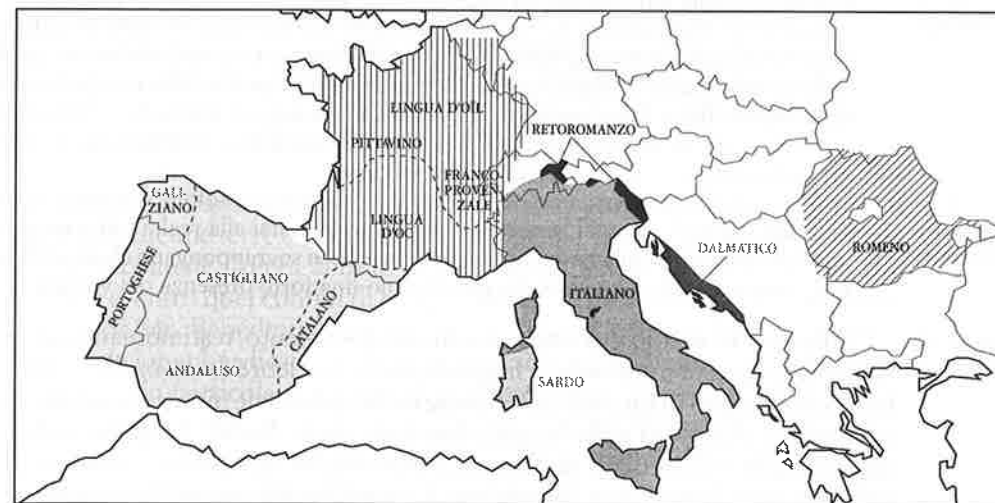 LINGUA D'OÏL
RETOROMANZO
PITTAVINO
FRANCO-
PROVEN-
ZALE
GALI-
ZIANO
LINGUA
D'OC
DALMATICO
ROMENO
PORTOGHESE
CASTIGLIANO
CATALANO
ITALIANO
ANDALUSO
SARDO